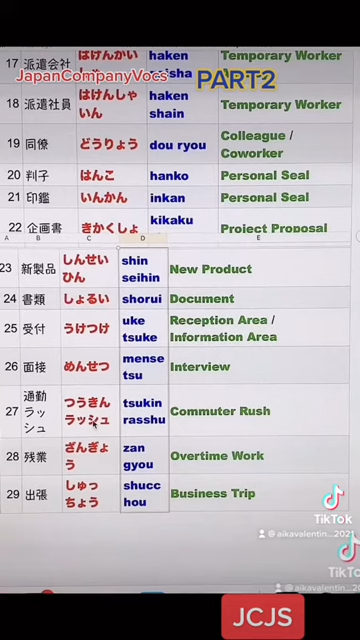 17 派遣会社 はけんかい haken Temporary Worker
JapanCompanyVocs PART2
18 派遣社員 はけんしゃいん haken shain Temporary Worker
19 同僚 どうりょう dou ryou Colleague / Coworker
20 判子 はんこ hanko Personal Seal
21 印鑑 いんかん inkan Personal Seal
22 企画書 きかくしょ kikaku Project Proposal
A B C D E
23 新製品 しんせいひん shin seihin New Product
24 書類 しょるい shorui Document
25 受付 うけつけ uke tsuke Reception Area / Information Area
26 面接 めんせつ mense tsu Interview
27 通勤ラッシュ つうきんラッシュ tsukin rasshu Commuter Rush
28 残業 ざんぎょう zan gyou Overtime Work
29 出張 しゅっちょう shucc hou Business Trip
TikTok
@aikavalentin...2021
TikTok
JCJS